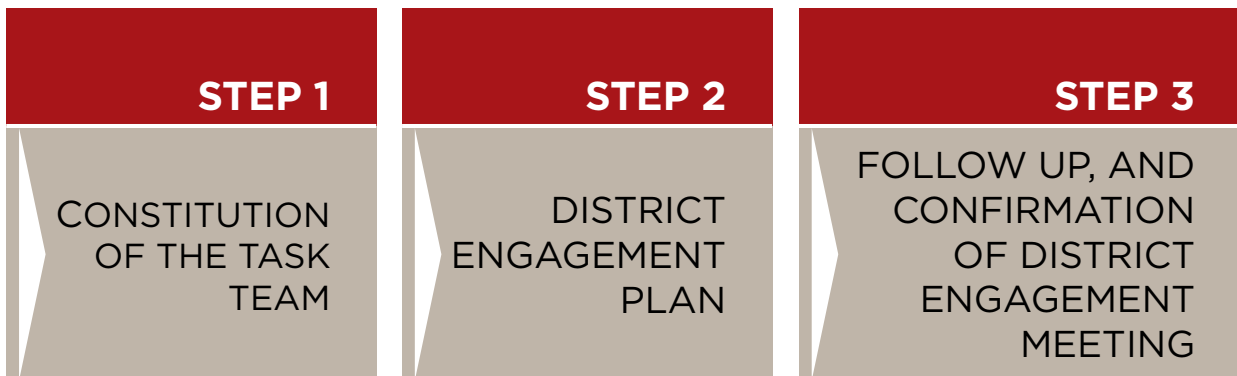 STEP 1
CONSTITUTION
OF THE TASK
TEAM
STEP 2
DISTRICT
ENGAGEMENT
PLAN
STEP 3
FOLLOW UP, AND
CONFIRMATION
OF DISTRICT
ENGAGEMENT
MEETING